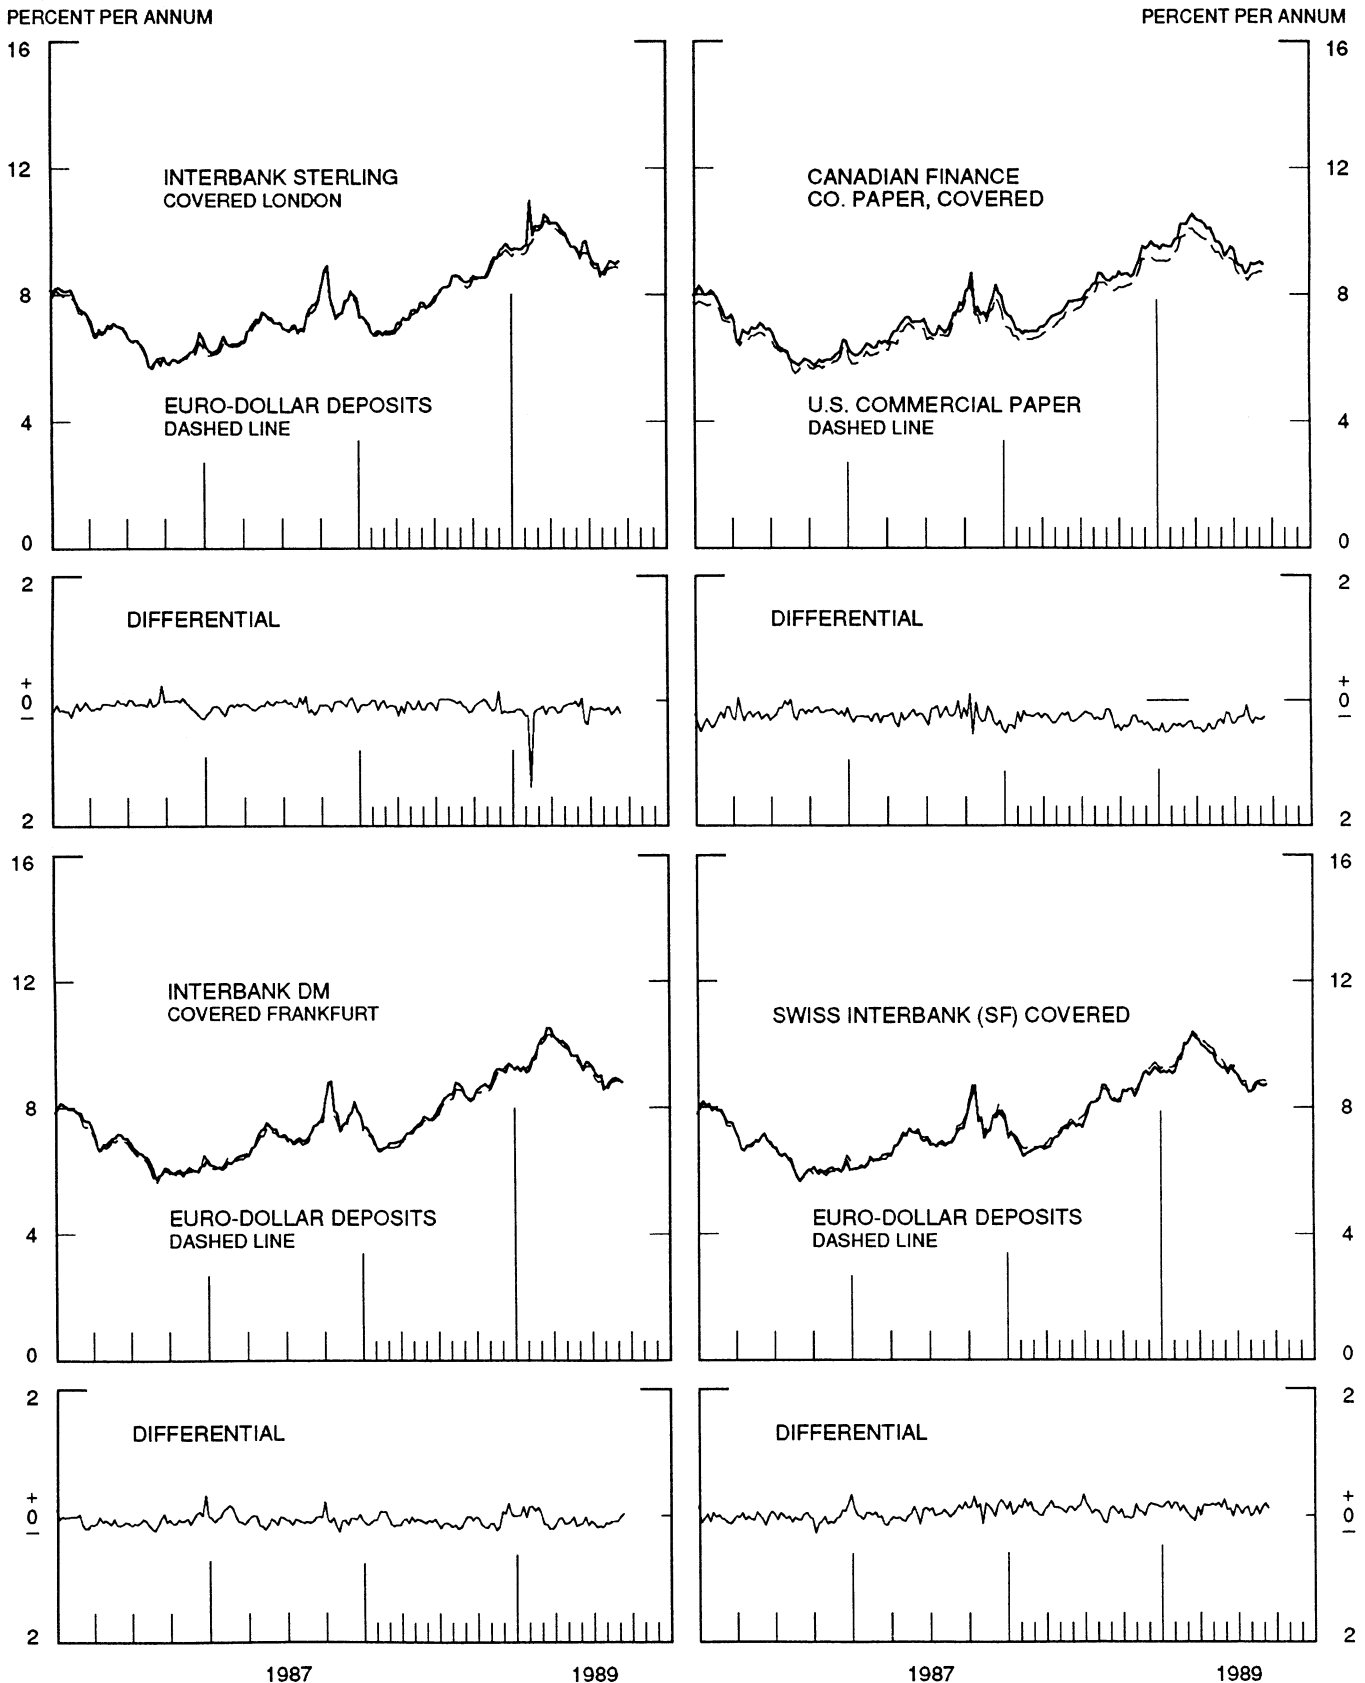 PERCENT PER ANNUM
PERCENT PER ANNUM
16
12
8
4
0
INTERBANK STERLING
COVERED LONDON
EURO-DOLLAR DEPOSITS
DASHED LINE
CANADIAN FINANCE
CO. PAPER, COVERED
U.S. COMMERCIAL PAPER
DASHED LINE
16
12
8
4
0
2
+
0
−
2
DIFFERENTIAL
DIFFERENTIAL
2
+
0
−
2
16
12
8
4
0
INTERBANK DM
COVERED FRANKFURT
EURO-DOLLAR DEPOSITS
DASHED LINE
SWISS INTERBANK (SF) COVERED
EURO-DOLLAR DEPOSITS
DASHED LINE
16
12
8
4
0
2
+
0
−
2
DIFFERENTIAL
DIFFERENTIAL
2
+
0
−
2
1987
1989
1987
1989